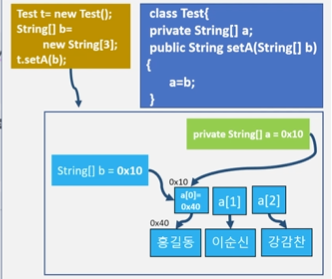 Test t= new Test();
String[] b=
new String[3];
t.setA(b);
class Test{
private String[] a;
public String setA(String[] b)
{
a=b;
}
private String[] a = 0x10
String[] b = 0x10
0x10
a[0]=
0x40
a[1]
a[2]
0x40
홍길동
이순신
강감찬